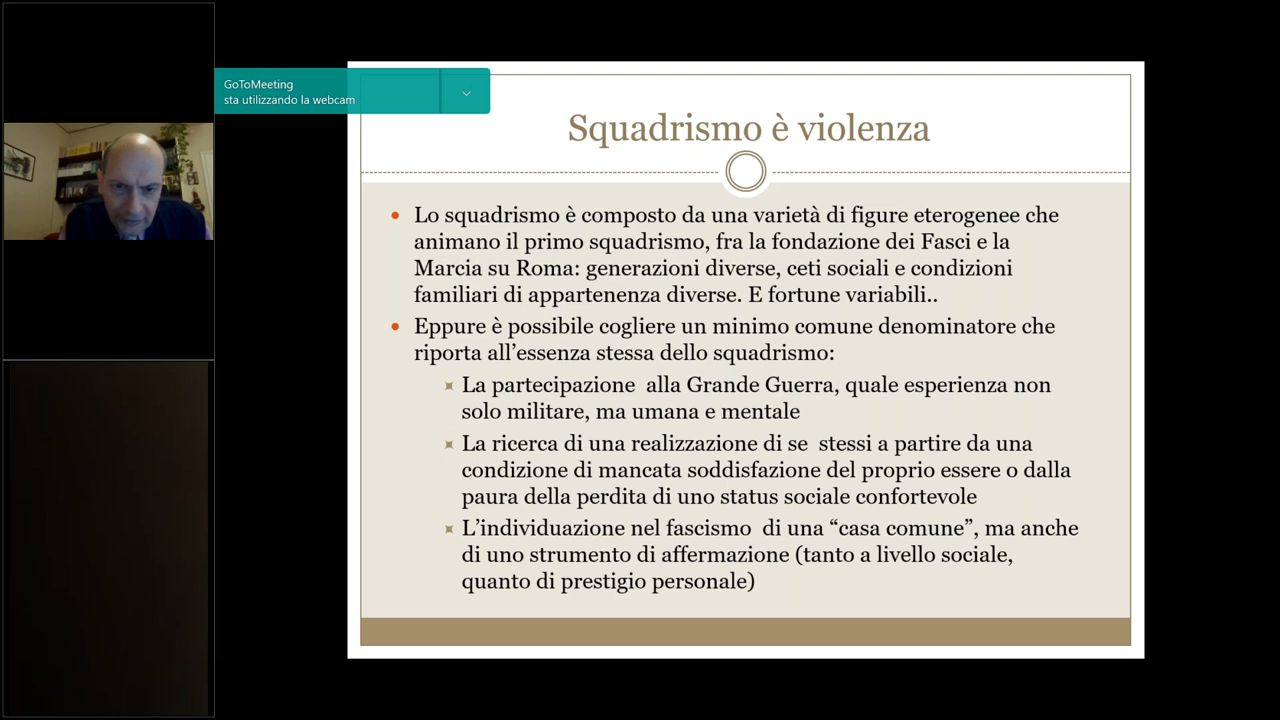 GoToMeeting
sta utilizzando la webcam
Squadrismo è violenza
Lo squadrismo è composto da una varietà di figure eterogenee che
animano il primo squadrismo, fra la fondazione dei Fasci e la
Marcia su Roma: generazioni diverse, ceti sociali e condizioni
familiari di appartenenza diverse. E fortune variabili..
Eppure è possibile cogliere un minimo comune denominatore che
riporta all’essenza stessa dello squadrismo:
La partecipazione  alla Grande Guerra, quale esperienza non
solo militare, ma umana e mentale
La ricerca di una realizzazione di se  stessi a partire da una
condizione di mancata soddisfazione del proprio essere o dalla
paura della perdita di uno status sociale confortevole
L’individuazione nel fascismo  di una “casa comune”, ma anche
di uno strumento di affermazione (tanto a livello sociale,
quanto di prestigio personale)